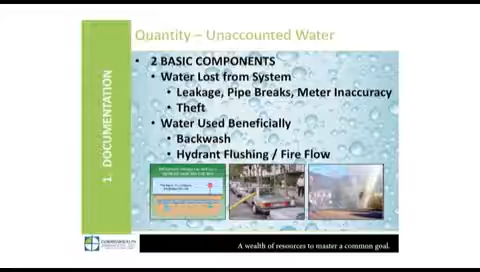 Quantity – Unaccounted Water
• 2 BASIC COMPONENTS
• Water Lost from System
• Leakage, Pipe Breaks, Meter Inaccuracy
• Theft
• Water Used Beneficially
• Backwash
• Hydrant Flushing / Fire Flow
1. DOCUMENTATION
COMMONWEALTH
A wealth of resources to master a common goal.